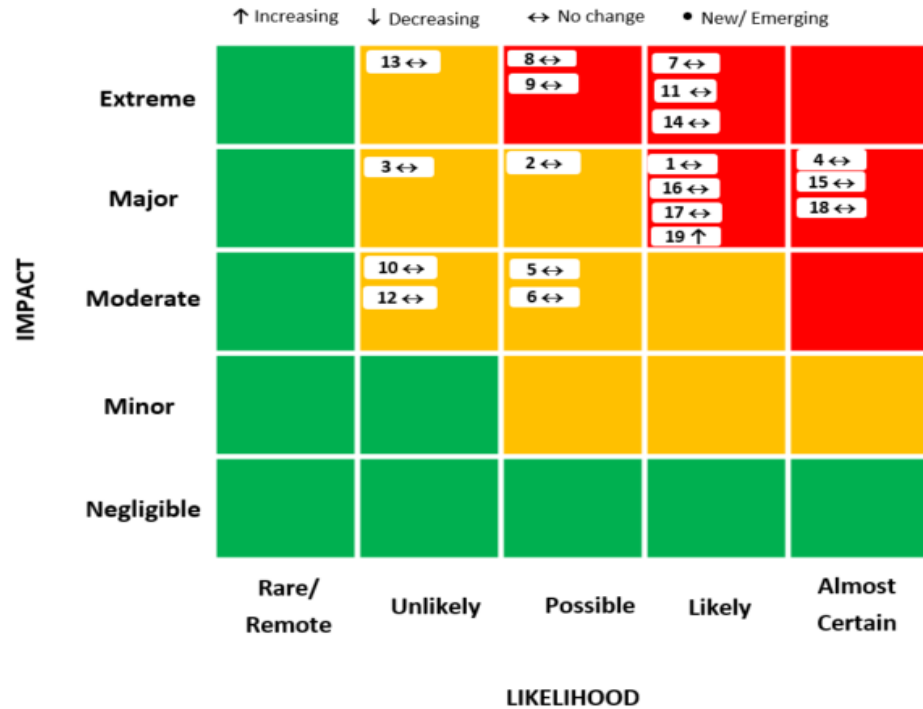 ↑ Increasing ↓ Decreasing ↔ No change • New/ Emerging
Extreme
13 ↔
8 ↔
9 ↔
7 ↔
11 ↔
14 ↔
Major
3 ↔
2 ↔
1 ↔
16 ↔
17 ↔
19 ↑
4 ↔
15 ↔
18 ↔
IMPACT
Moderate
10 ↔
12 ↔
5 ↔
6 ↔
Minor
Negligible
Rare/
Remote
Unlikely
Possible
Likely
Almost
Certain
LIKELIHOOD